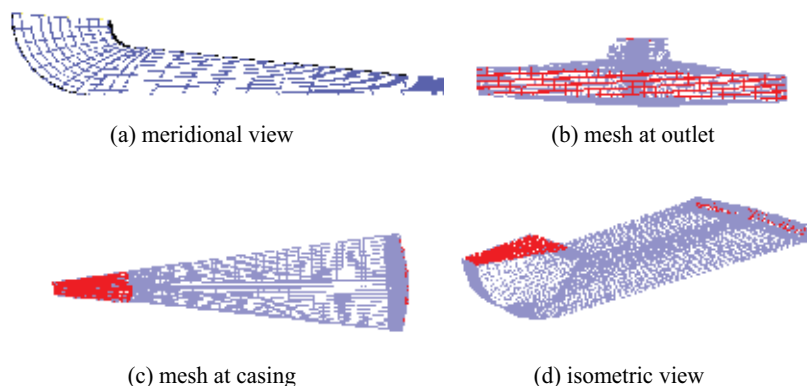 (a) meridional view
(b) mesh at outlet
(c) mesh at casing
(d) isometric view